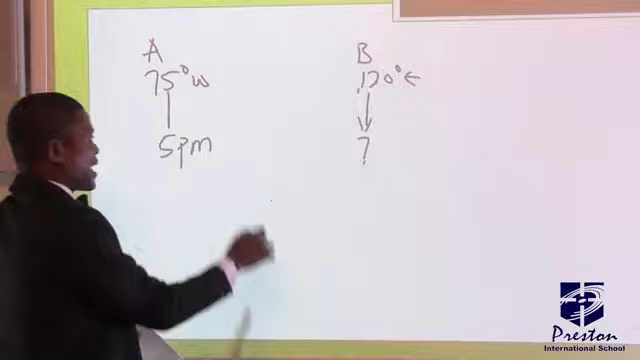 A B
75°W 120°E
5pm ?
Preston
International School